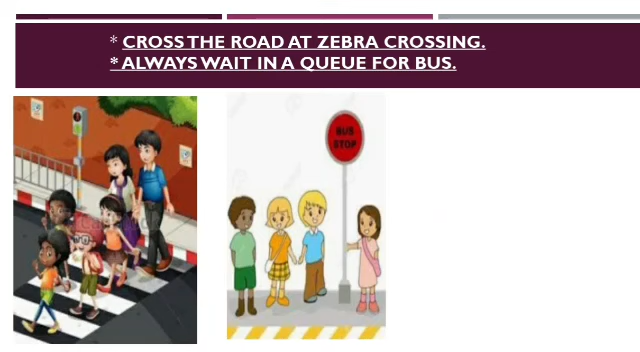 * CROSS THE ROAD AT ZEBRA CROSSING.
* ALWAYS WAIT IN A QUEUE FOR BUS.
BUS
STOP